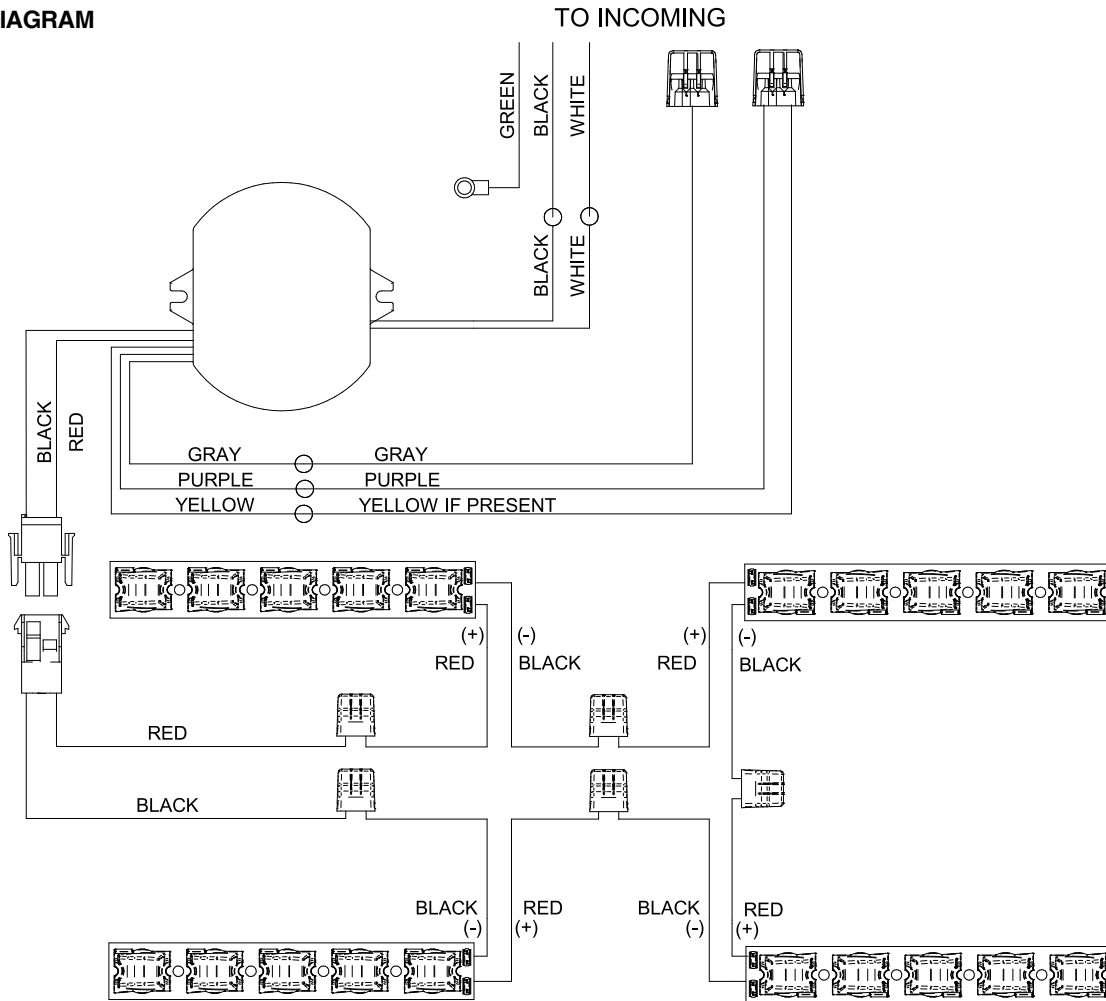 IAGRAM
TO INCOMING
GREEN
BLACK
WHITE
BLACK
WHITE
BLACK
RED
GRAY GRAY
PURPLE PURPLE
YELLOW YELLOW IF PRESENT
(+) (-) (+) (-)
RED BLACK RED BLACK
RED
BLACK
BLACK RED BLACK RED
(-) (+) (-) (+)